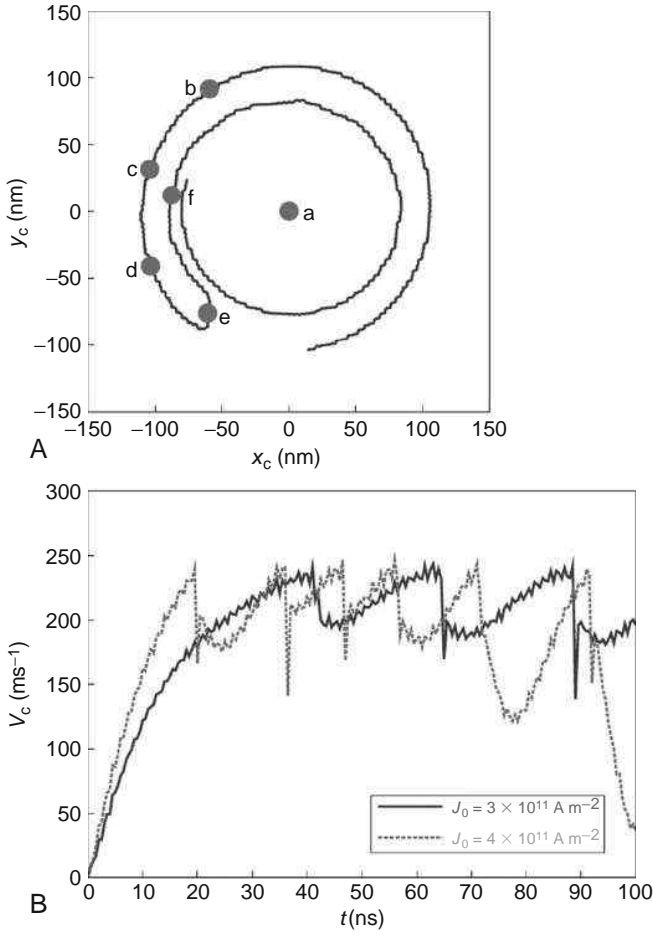 150
100
50
0
−50
−100
−150
y_c (nm)
b
c
f
a
d
e
−150 −100 −50 0 50 100 150
A
x_c (nm)
300
250
200
150
100
50
0
V_c (ms⁻¹)
J₀ = 3 × 10¹¹ A m⁻²
J₀ = 4 × 10¹¹ A m⁻²
0 10 20 30 40 50 60 70 80 90 100
B
t (ns)